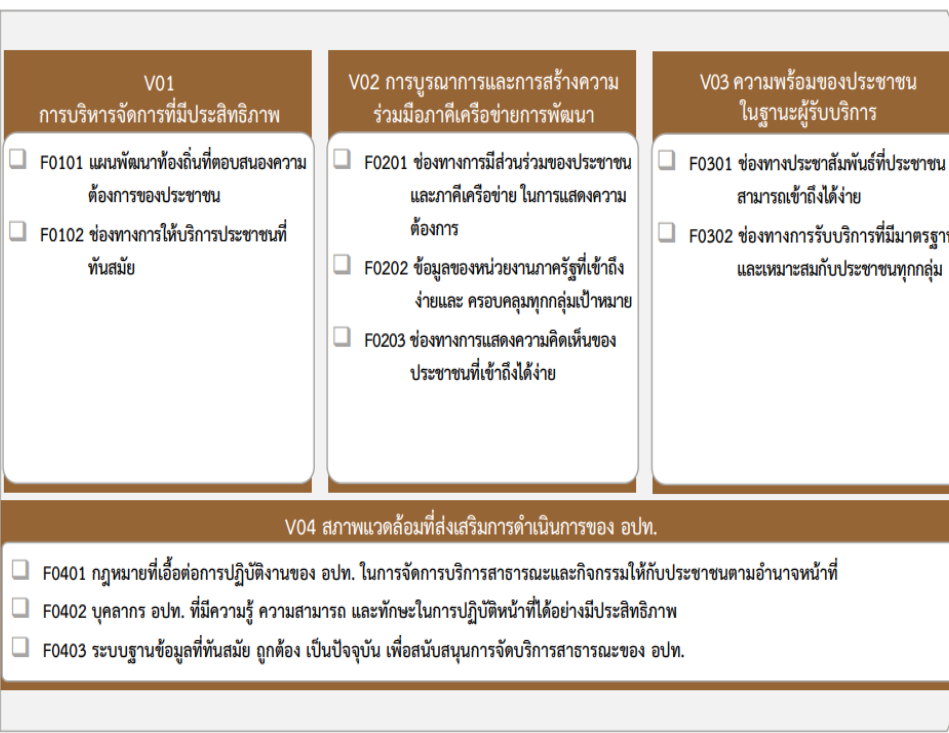 V01
การบริหารจัดการที่มีประสิทธิภาพ
F0101 แผนพัฒนาท้องถิ่นที่ตอบสนองความ
ต้องการของประชาชน
F0102 ช่องทางการให้บริการประชาชนที่
ทันสมัย
V02 การบูรณาการและการสร้างความ
ร่วมมือภาคีเครือข่ายการพัฒนา
F0201 ช่องทางการมีส่วนร่วมของประชาชน
และภาคีเครือข่าย ในการแสดงความ
ต้องการ
F0202 ข้อมูลของหน่วยงานภาครัฐที่เข้าถึง
ง่ายและ ครอบคลุมทุกกลุ่มเป้าหมาย
F0203 ช่องทางการแสดงความคิดเห็นของ
ประชาชนที่เข้าถึงได้ง่าย
V03 ความพร้อมของประชาชน
ในฐานะผู้รับบริการ
F0301 ช่องทางประชาสัมพันธ์ที่ประชาชน
สามารถเข้าถึงได้ง่าย
F0302 ช่องทางการรับบริการที่มีมาตรฐาน
และเหมาะสมกับประชาชนทุกกลุ่ม
V04 สภาพแวดล้อมที่ส่งเสริมการดำเนินการของ อปท.
F0401 กฎหมายที่เอื้อต่อการปฏิบัติงานของ อปท. ในการจัดการบริการสาธารณะและกิจกรรมให้กับประชาชนตามอำนาจหน้าที่
F0402 บุคลากร อปท. ที่มีความรู้ ความสามารถ และทักษะในการปฏิบัติหน้าที่ได้อย่างมีประสิทธิภาพ
F0403 ระบบฐานข้อมูลที่ทันสมัย ถูกต้อง เป็นปัจจุบัน เพื่อสนับสนุนการจัดบริการสาธารณะของ อปท.